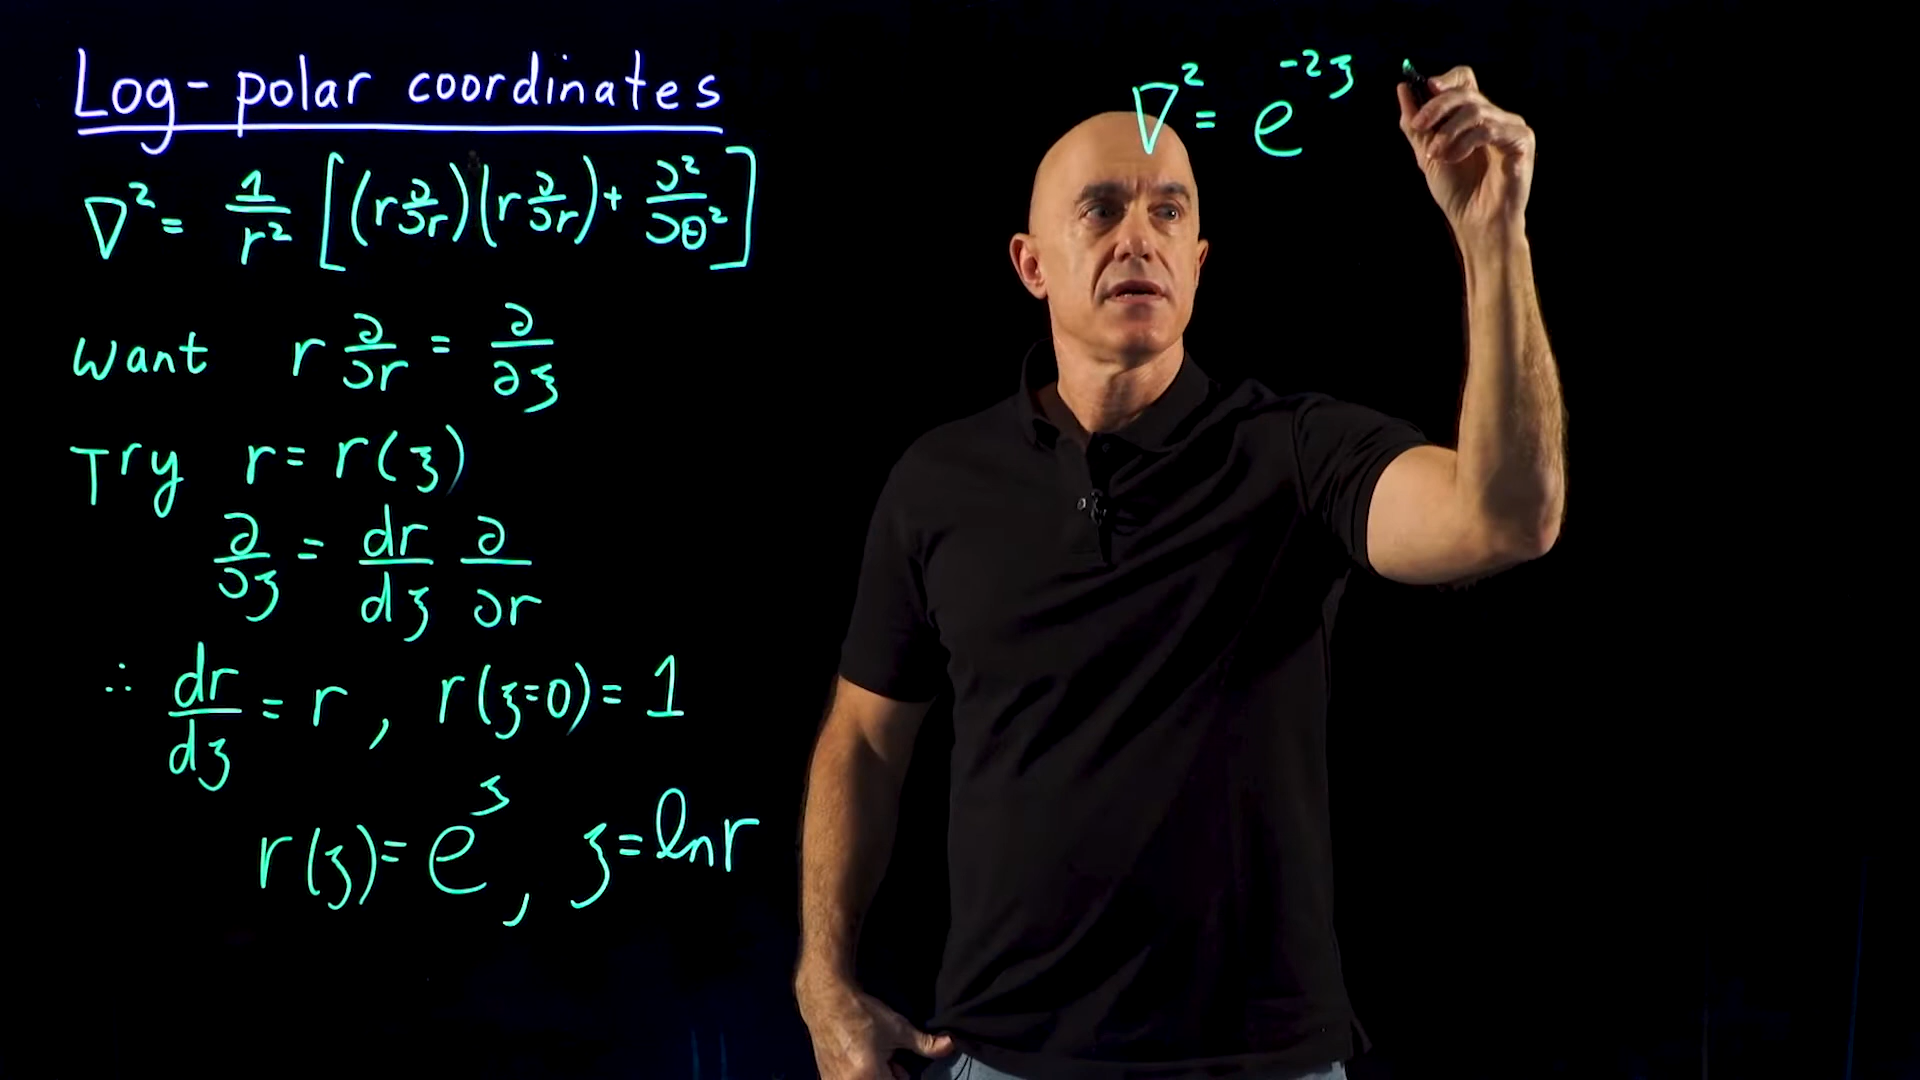 Log-polar coordinates
∇² = 1/r² [(r ∂/∂r)(r ∂/∂r) + ∂²/∂θ²]
Want r ∂/∂r = ∂/∂ξ
Try r = r(ξ)
∂/∂ξ = dr/dξ ∂/∂r
∴ dr/dξ = r, r(ξ=0) = 1
r(ξ) = e^ξ, ξ = ln r
∇² = e^-2ξ